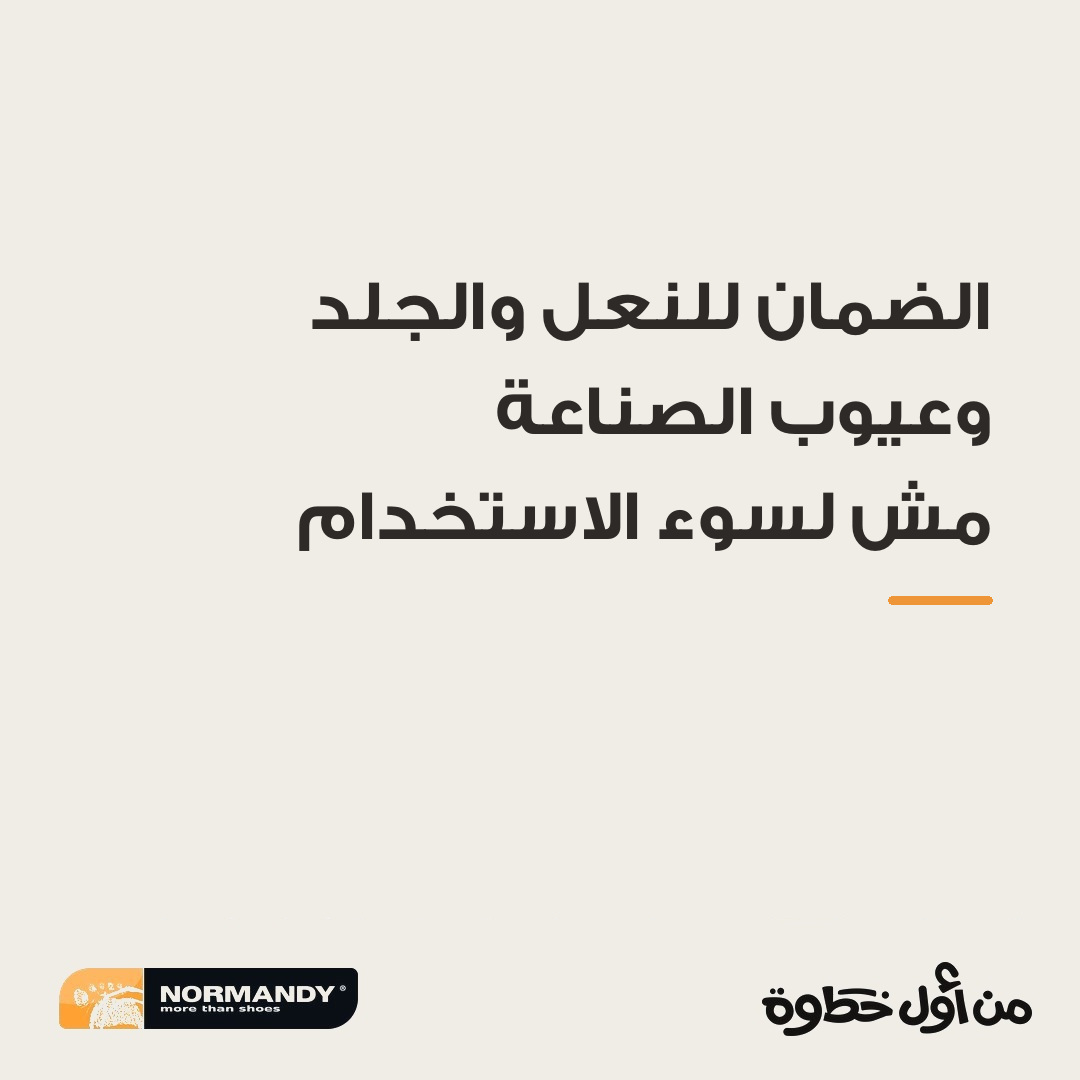 الضمان للنعل والجلد
وعيوب الصناعة
مش لسوء الاستخدام
NORMANDY®
more than shoes
من أول خطوة